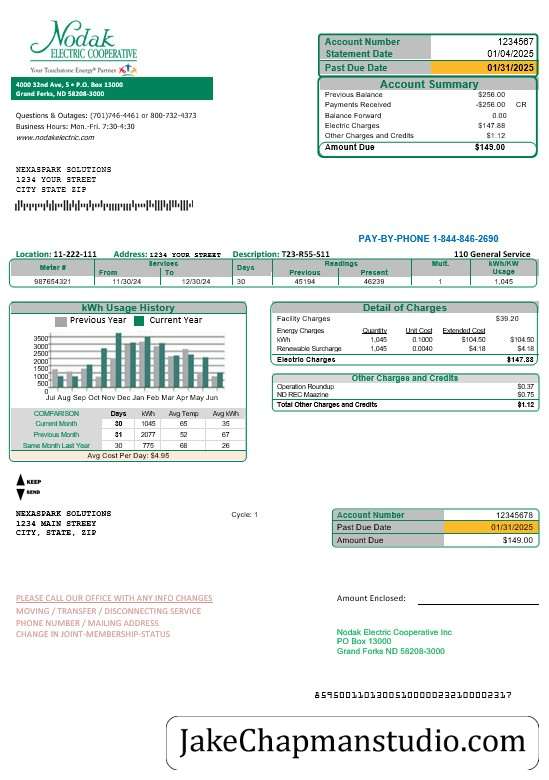 Nodak
ELECTRIC COOPERATIVE
Your Touchstone Energy® Partner
4000 32nd Ave, S • P.O. Box 13000
Grand Forks, ND 58208-3000
Questions & Outages: (701)746-4461 or 800-732-4373
Business Hours: Mon.-Fri. 7:30-4:30
www.nodakelectric.com
Account Number 1234567
Statement Date 01/04/2025
Past Due Date 01/31/2025
Account Summary
Previous Balance $256.00
Payments Received -$256.00 CR
Balance Forward 0.00
Electric Charges $147.88
Other Charges and Credits $1.12
Amount Due $149.00
NEXASPARK SOLUTIONS
1234 YOUR STREET
CITY STATE ZIP
PAY-BY-PHONE 1-844-846-2690
Location: 11-222-111 Address: 1234 YOUR STREET Description: T23-R55-S11 110 General Service
Meter # Services Days Readings Mult. kWh/KW
From To Previous Present Usage
987654321 11/30/24 12/30/24 30 45194 46239 1 1,045
kWh Usage History
Previous Year Current Year
3500
3000
2500
2000
1500
1000
500
0
Jul Aug Sep Oct Nov Dec Jan Feb Mar Apr May Jun
COMPARISON Days kWh Avg Temp Avg kWh
Current Month 30 1045 65 35
Previous Month 31 2077 52 67
Same Month Last Year 30 775 68 26
Avg Cost Per Day: $4.95
Detail of Charges
Facility Charges $39.20
Energy Charges Quantity Unit Cost Extended Cost
kWh 1,045 0.1000 $104.50 $104.50
Renewable Surcharge 1,045 0.0040 $4.18 $4.18
Electric Charges $147.88
Other Charges and Credits
Operation Roundup $0.37
ND REC Maazine $0.75
Total Other Charges and Credits $1.12
KEEP
SEND
NEXASPARK SOLUTIONS
1234 MAIN STREEY
CITY, STATE, ZIP
Cycle: 1
Account Number 12345678
Past Due Date 01/31/2025
Amount Due $149.00
PLEASE CALL OUR OFFICE WITH ANY INFO CHANGES
MOVING / TRANSFER / DISCONNECTING SERVICE
PHONE NUMBER / MAILING ADDRESS
CHANGE IN JOINT-MEMBERSHIP-STATUS
Amount Enclosed:
Nodak Electric Cooperative Inc
PO Box 13000
Grand Forks ND 58208-3000
85950011013005100000232100002317
JakeChapmanstudio.com